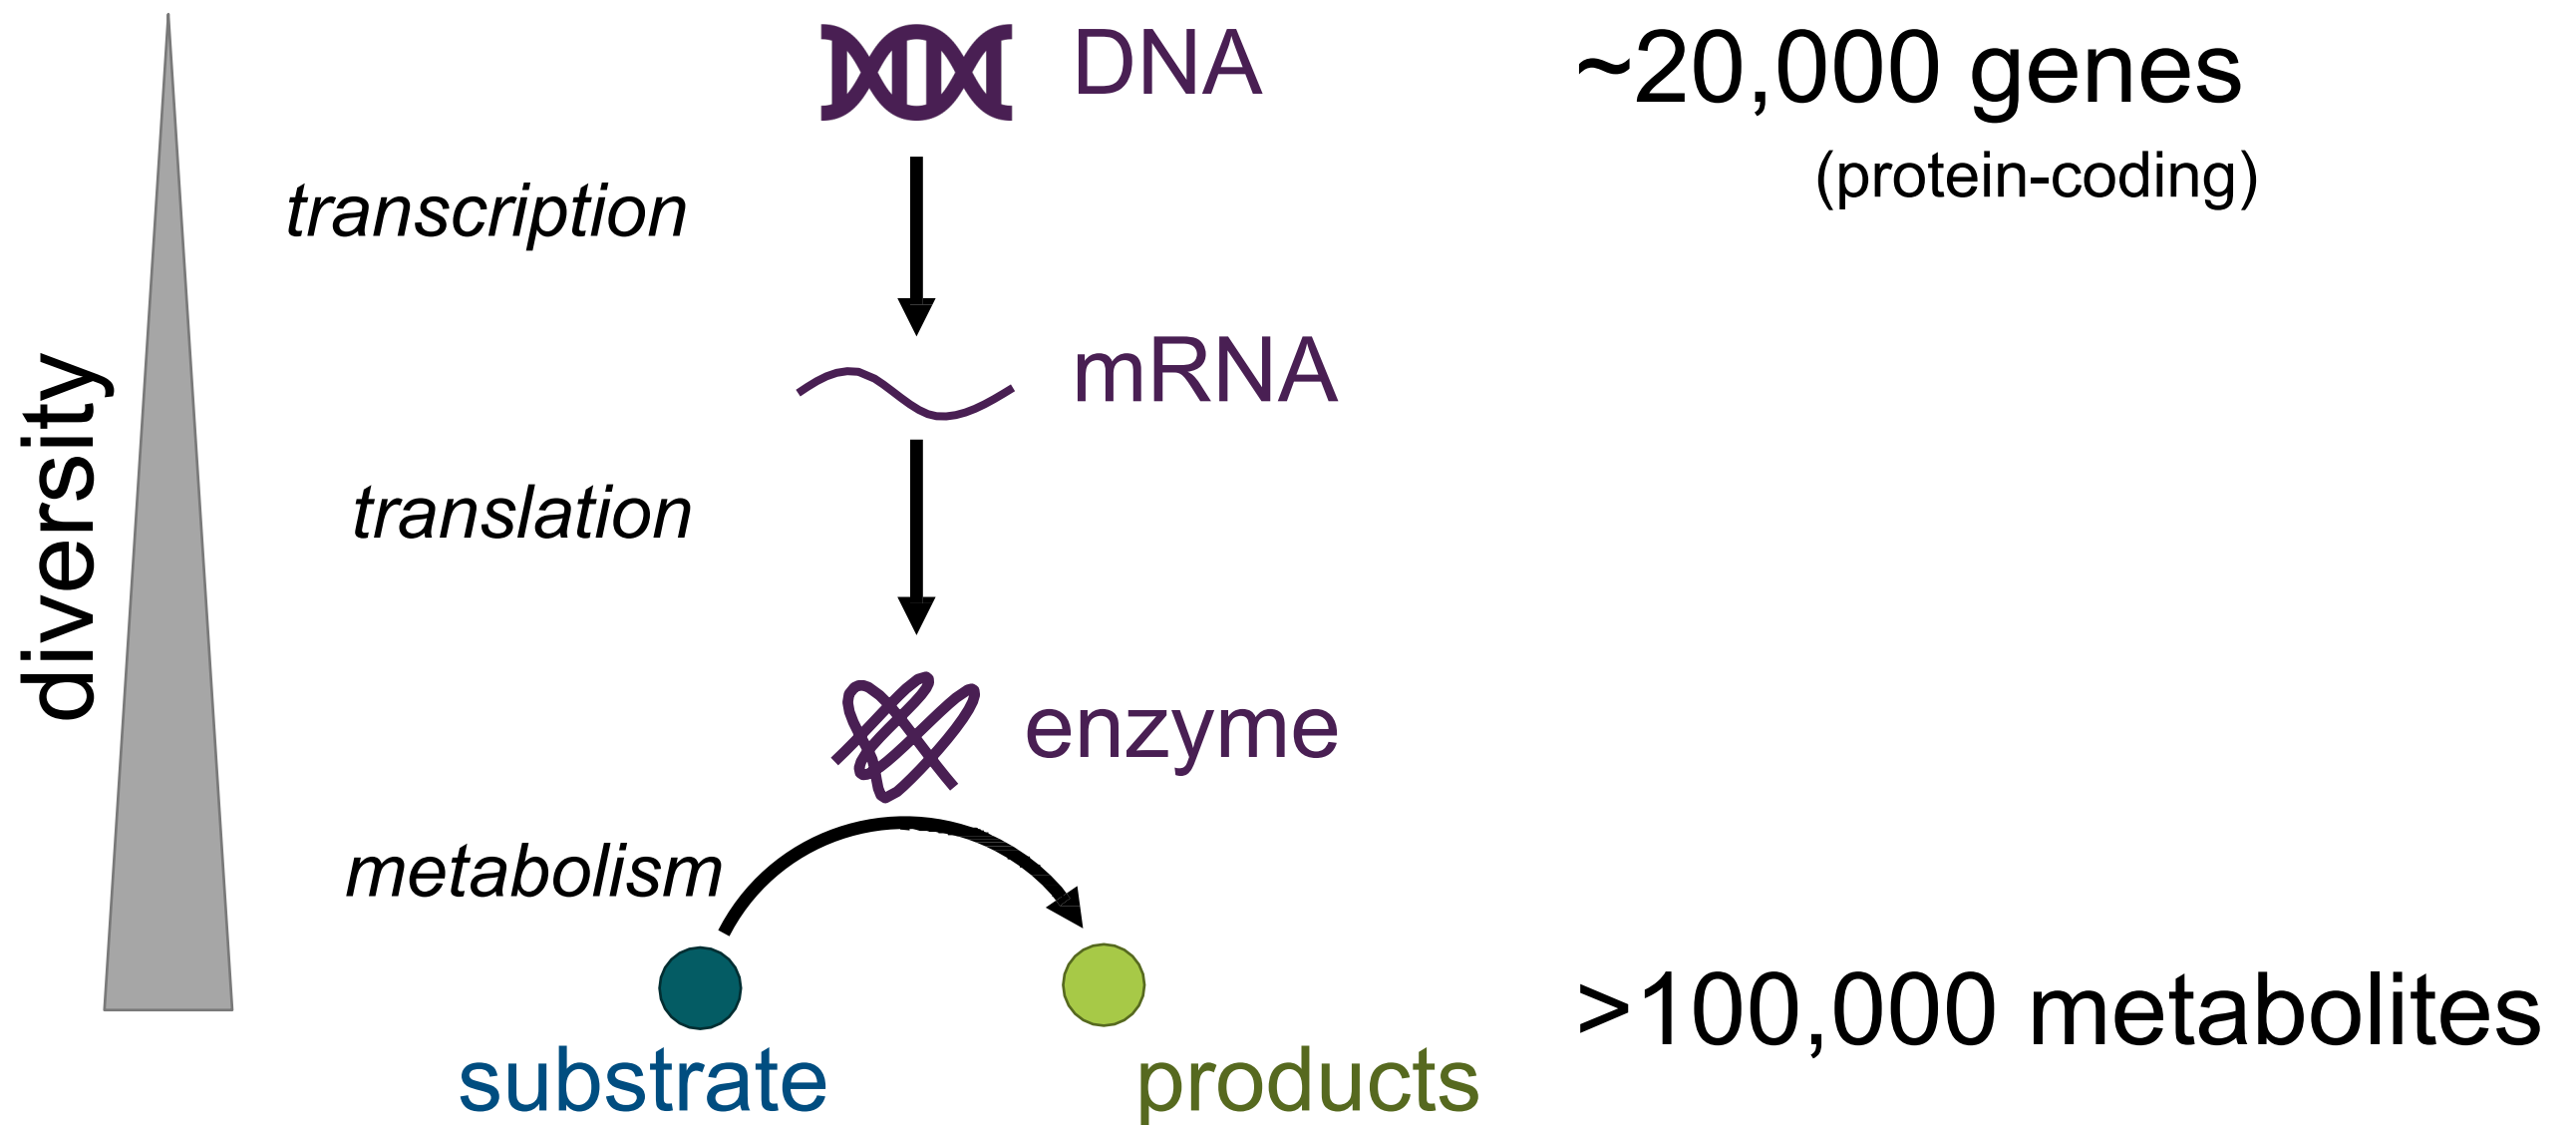 DNA
~20,000 genes
(protein-coding)
transcription
mRNA
diversity
translation
enzyme
metabolism
>100,000 metabolites
substrate
products